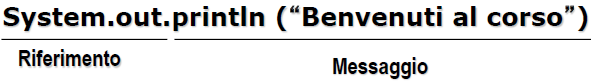 System.out.println (“Benvenuti al corso”)
Riferimento
Messaggio